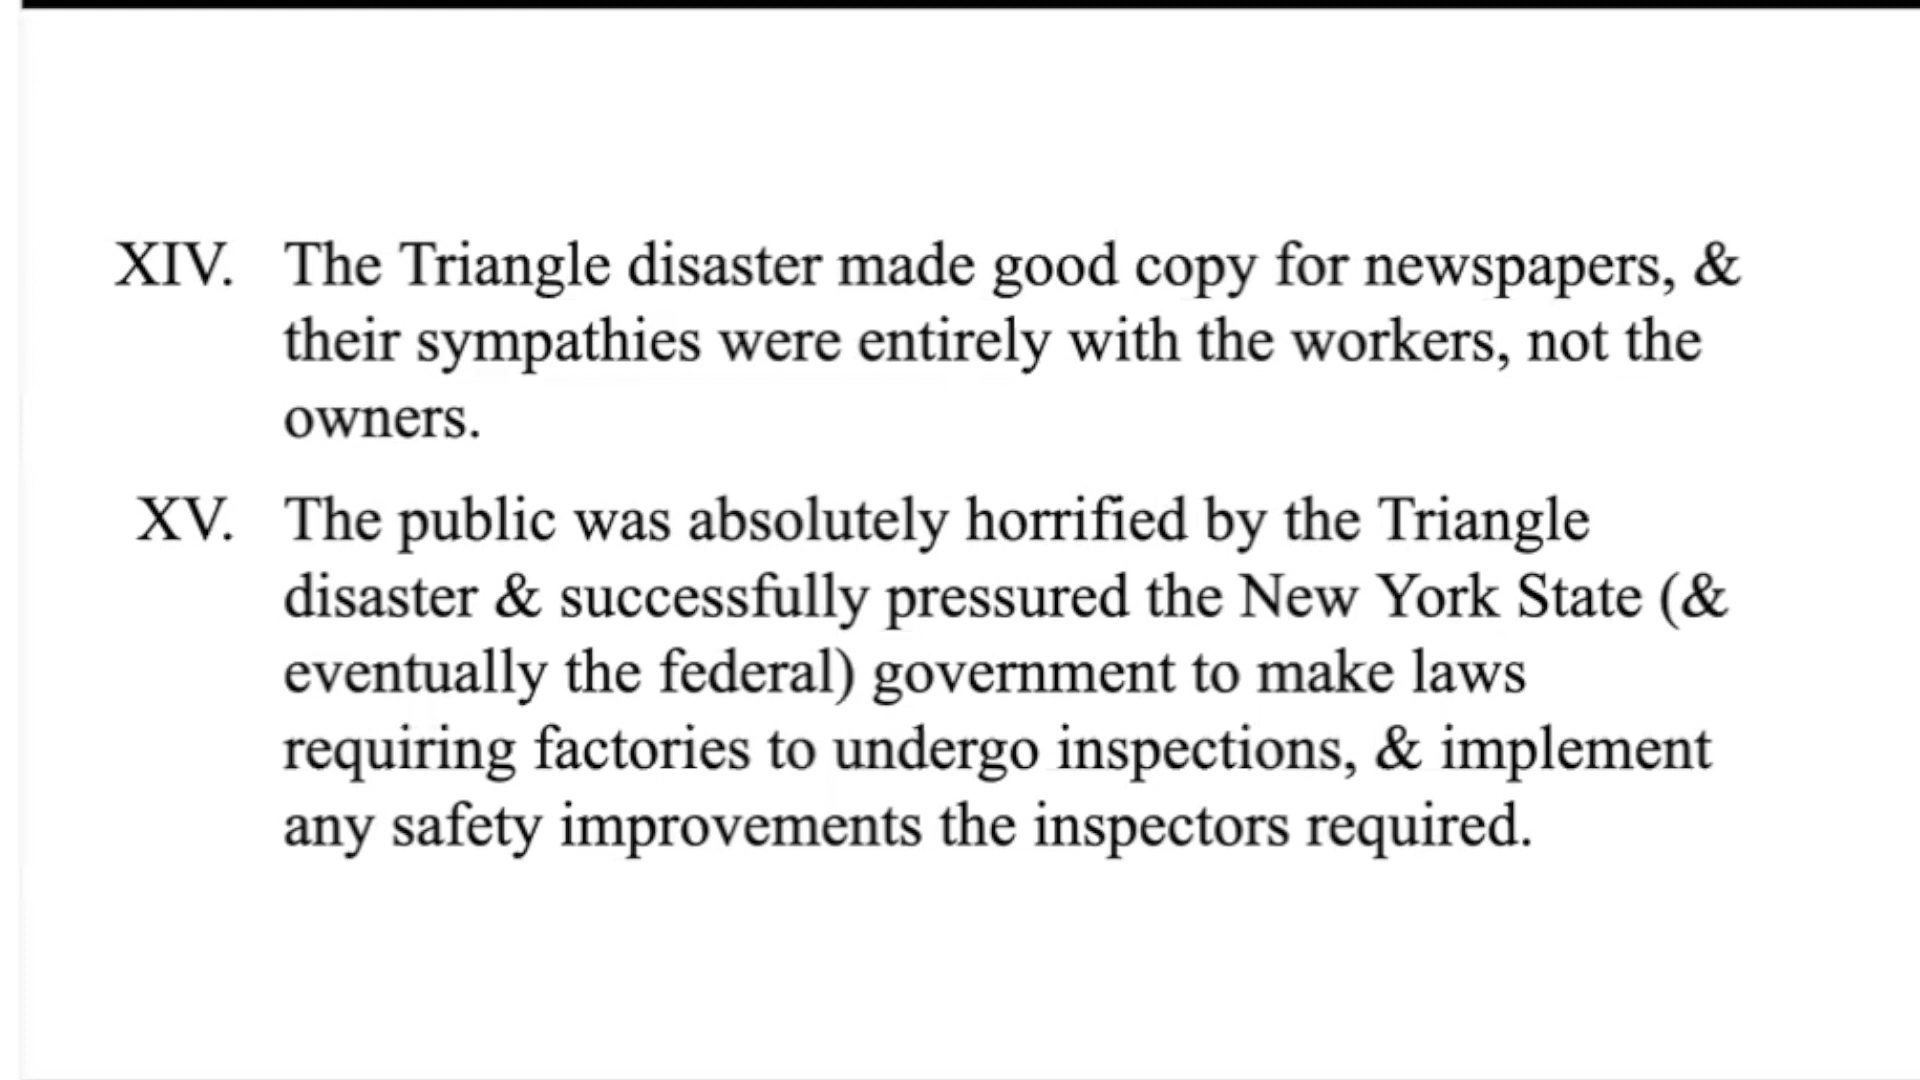 XIV. The Triangle disaster made good copy for newspapers, &
their sympathies were entirely with the workers, not the
owners.
XV. The public was absolutely horrified by the Triangle
disaster & successfully pressured the New York State (&
eventually the federal) government to make laws
requiring factories to undergo inspections, & implement
any safety improvements the inspectors required.